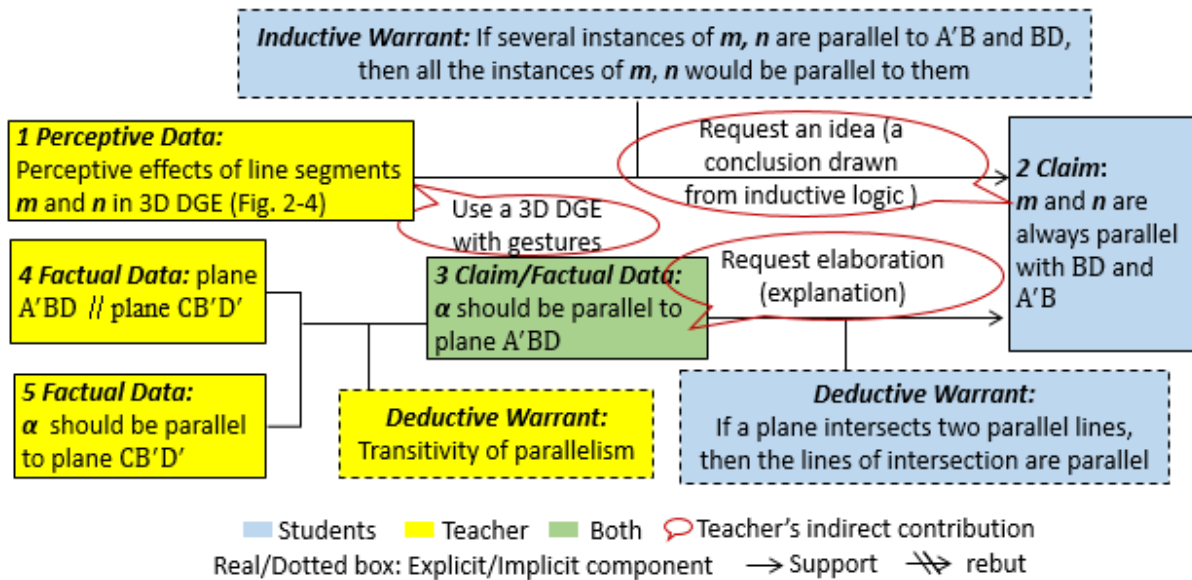 Inductive Warrant: If several instances of m, n are parallel to A′B and BD,
then all the instances of m, n would be parallel to them
1 Perceptive Data:
Perceptive effects of line segments
m and n in 3D DGE (Fig. 2-4)
Request an idea (a
conclusion drawn
from inductive logic )
2 Claim:
m and n are
always parallel
with BD and
A′B
Use a 3D DGE
with gestures
4 Factual Data: plane
A′BD // plane CB′D′
3 Claim/Factual Data:
α should be parallel to
plane A′BD
Request elaboration
(explanation)
5 Factual Data:
α should be parallel
to plane CB′D′
Deductive Warrant:
Transitivity of parallelism
Deductive Warrant:
If a plane intersects two parallel lines,
then the lines of intersection are parallel
Students Teacher Both Teacher’s indirect contribution
Real/Dotted box: Explicit/Implicit component Support rebut